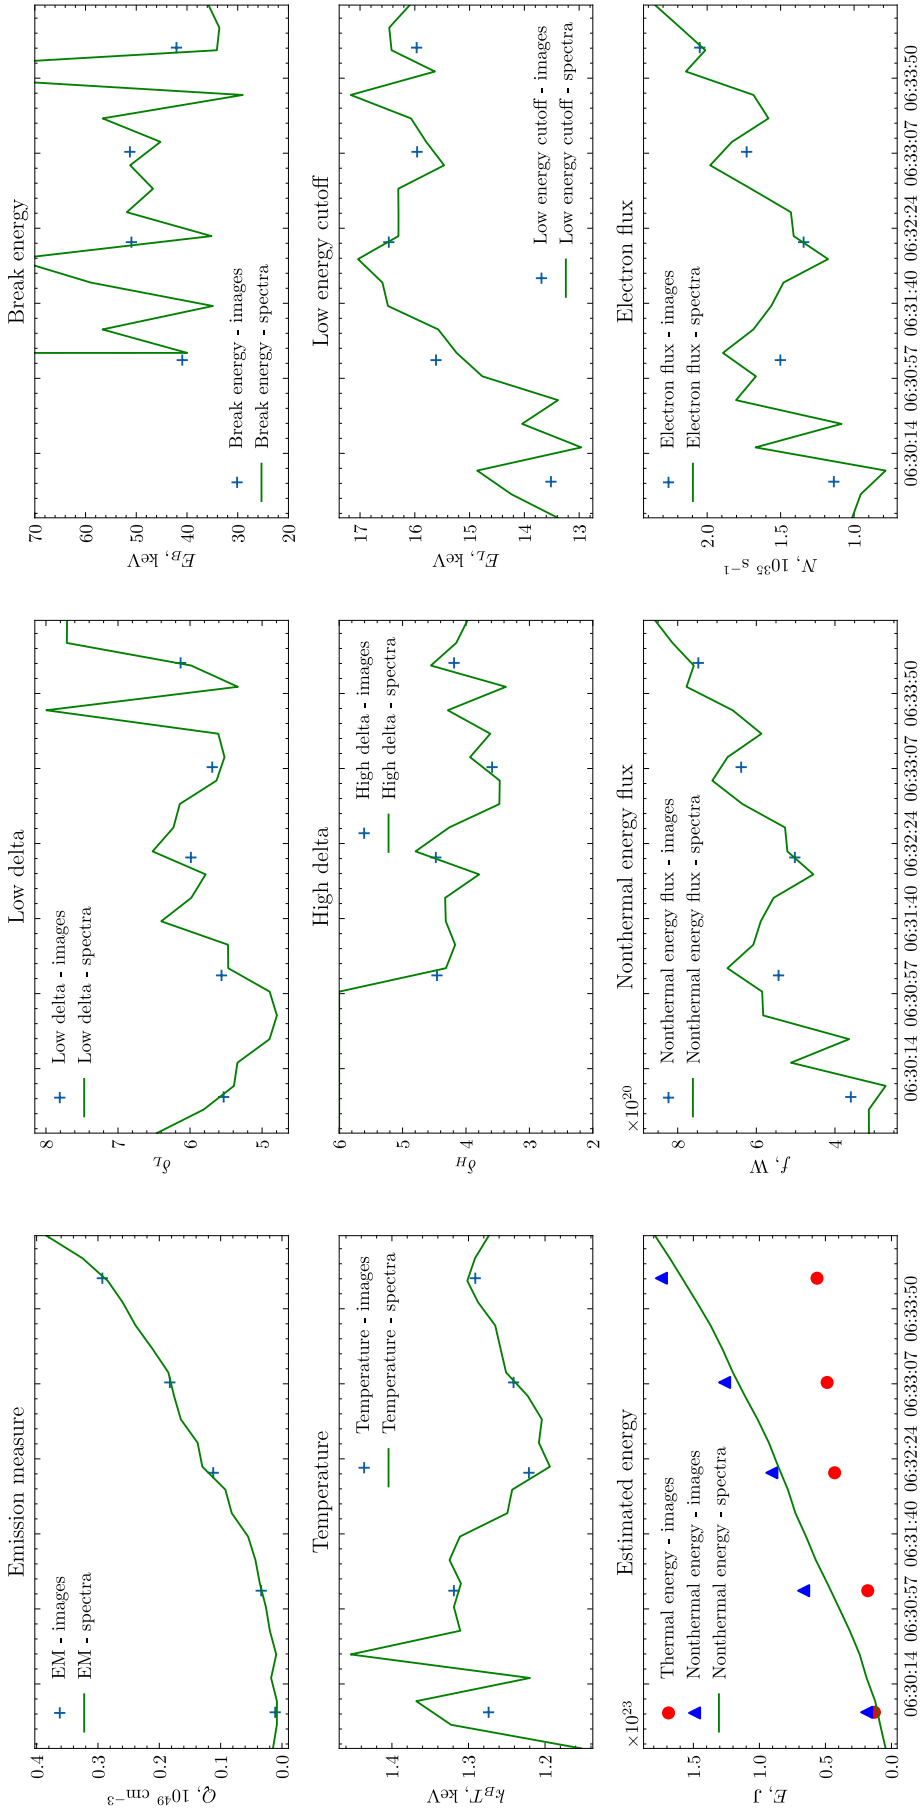 Emission measure
EM - images
EM - spectra
0.4
0.3
0.2
0.1
0.0
Q, 10⁴⁹ cm⁻³
Low delta
Low delta - images
Low delta - spectra
8
7
6
5
δ_L
Break energy
Break energy - images
Break energy - spectra
70
60
50
40
30
20
E_B, keV
Temperature
Temperature - images
Temperature - spectra
1.4
1.3
1.2
k_BT, keV
High delta
High delta - images
High delta - spectra
6
5
4
3
2
δ_H
Low energy cutoff
Low energy cutoff - images
Low energy cutoff - spectra
17
16
15
14
13
E_L, keV
Estimated energy
×10²³
Thermal energy - images
Nonthermal energy - images
Nonthermal energy - spectra
1.5
1.0
0.5
0.0
E, J
06:30:14 06:30:57 06:31:40 06:32:24 06:33:07 06:33:50
Nonthermal energy flux
×10²⁰
Nonthermal energy flux - images
Nonthermal energy flux - spectra
8
6
4
f, W
06:30:14 06:30:57 06:31:40 06:32:24 06:33:07 06:33:50
Electron flux
Electron flux - images
Electron flux - spectra
2.0
1.5
1.0
N, 10³⁵ s⁻¹
06:30:14 06:30:57 06:31:40 06:32:24 06:33:07 06:33:50